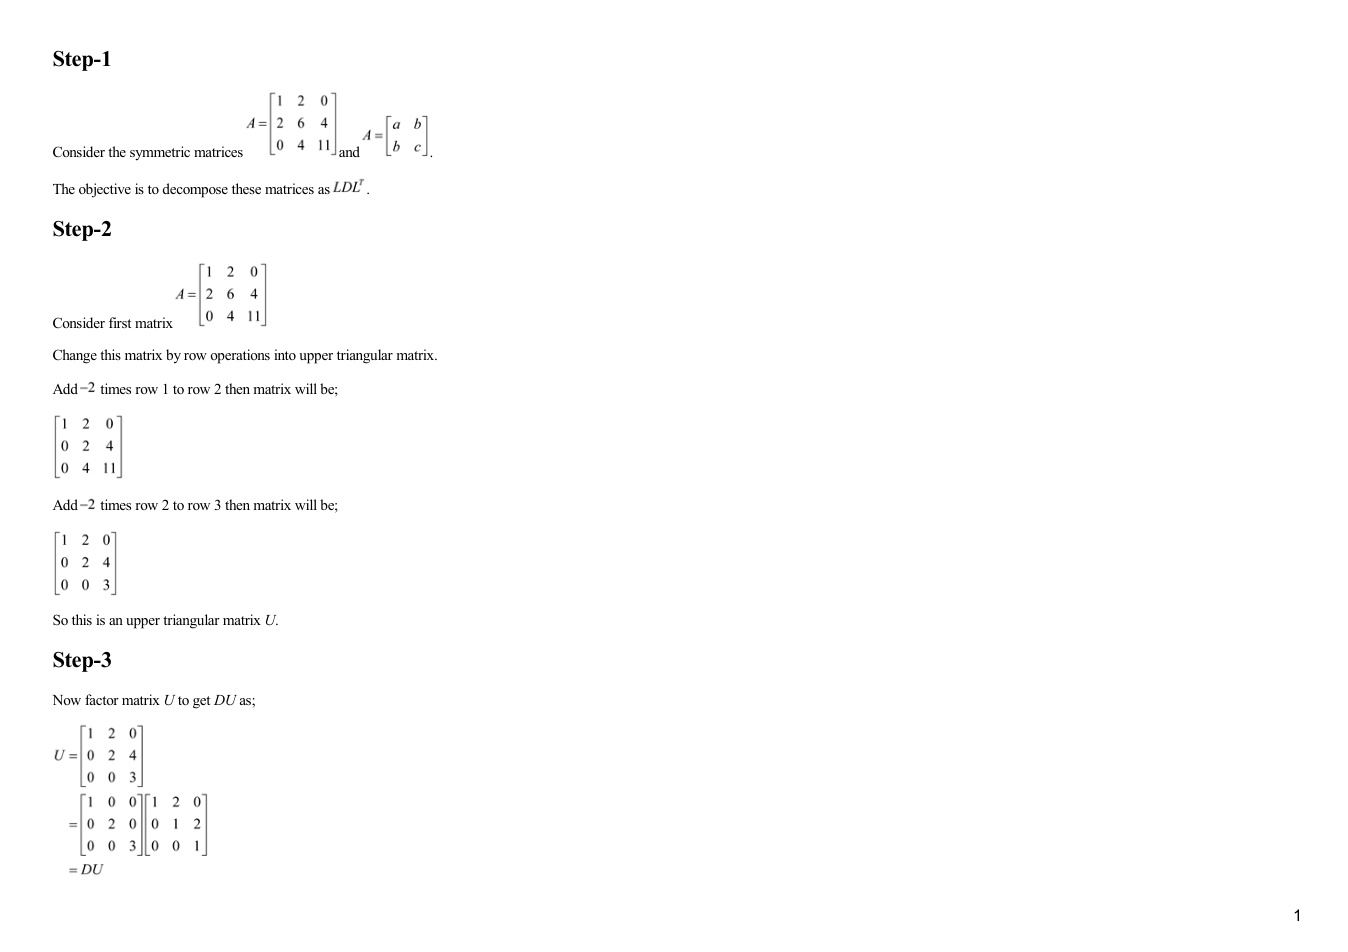 Step-1
Consider the symmetric matrices A = [1 2 0; 2 6 4; 0 4 11] and A = [a b; b c].
The objective is to decompose these matrices as LDL^T.
Step-2
Consider first matrix A = [1 2 0; 2 6 4; 0 4 11]
Change this matrix by row operations into upper triangular matrix.
Add −2 times row 1 to row 2 then matrix will be;
[1 2 0
0 2 4
0 4 11]
Add −2 times row 2 to row 3 then matrix will be;
[1 2 0
0 2 4
0 0 3]
So this is an upper triangular matrix U.
Step-3
Now factor matrix U to get DU as;
U = [1 2 0; 0 2 4; 0 0 3]
= [1 0 0; 0 2 0; 0 0 3] [1 2 0; 0 1 2; 0 0 1]
= DU
1